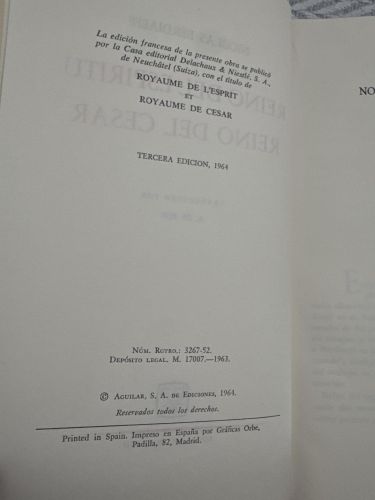 La edición francesa de la presente obra se publicó
por la Casa editorial Delachaux & Niestlé, S. A.,
de Neuchâtel (Suiza), con el título de
ROYAUME DE L'ESPRIT
ET
ROYAUME DE CESAR
TERCERA EDICION, 1964
NÚM. RGTRO.: 3267-52.
DEPÓSITO LEGAL. M. 17007.—1963.
© AGUILAR, S. A. DE EDICIONES, 1964.
Reservados todos los derechos.
Printed in Spain. Impreso en España por Gráficas Orbe,
Padilla, 82, Madrid.
NO